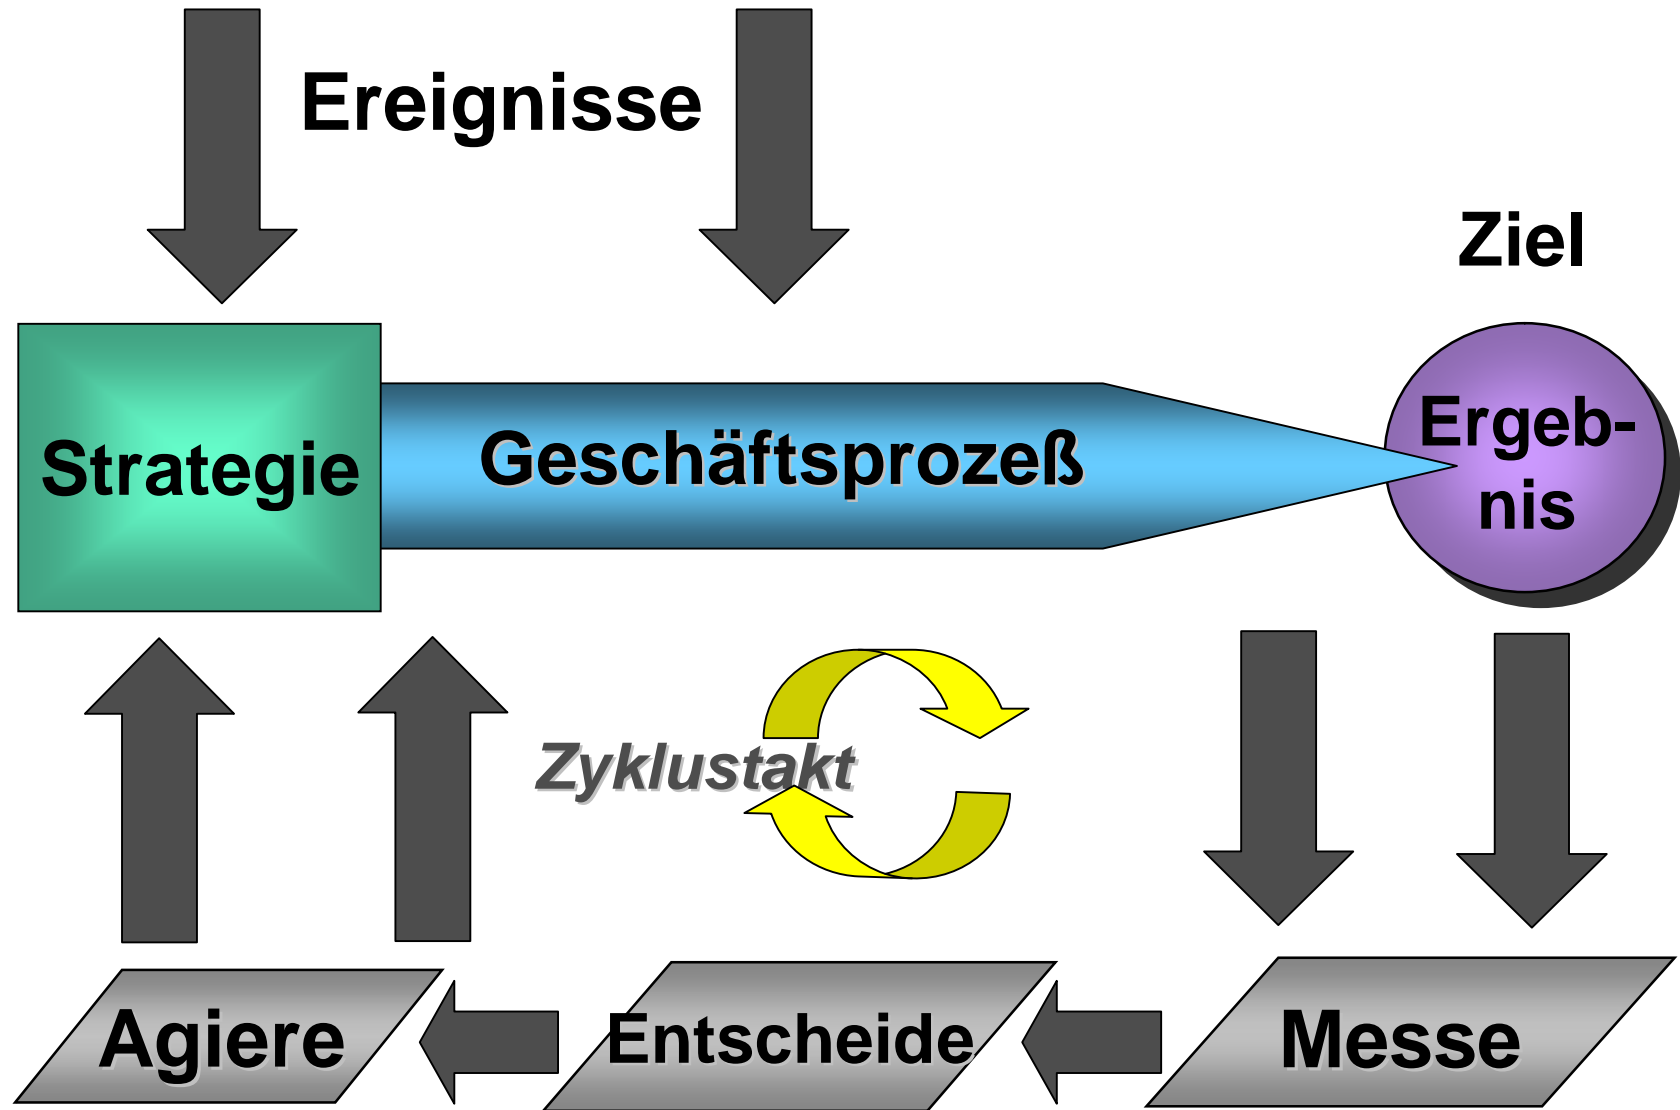 Ereignisse
Ziel
Strategie
Geschäftsprozeß
Ergeb-
nis
Zyklustakt
Agiere
Entscheide
Messe